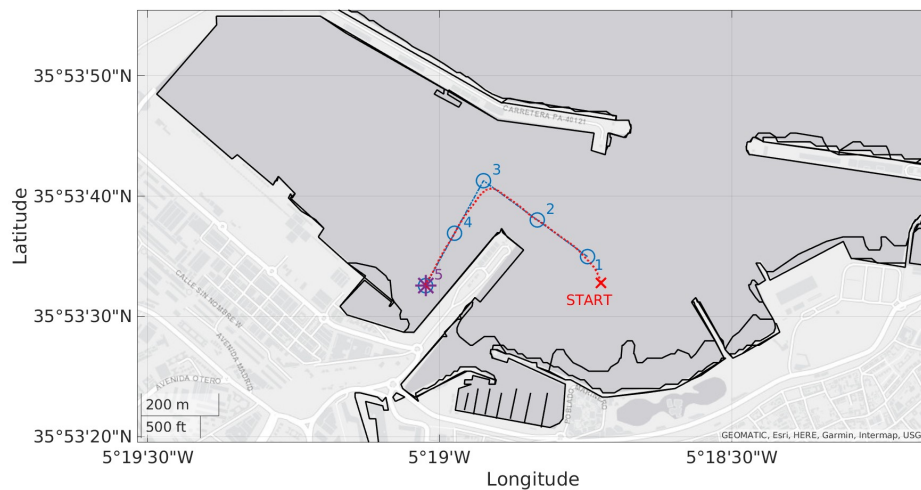 35°53'50"N
35°53'40"N
35°53'30"N
35°53'20"N
Latitude
CARRETERA PA-40121
3
4
2
1
5
START
CALLE SIN NOMBRE W
AVENIDA MADRID
AVENIDA OTERO
POBLADO
200 m
500 ft
GEOMATIC, Esri, HERE, Garmin, Intermap, USG
5°19'30"W
5°19'W
5°18'30"W
Longitude